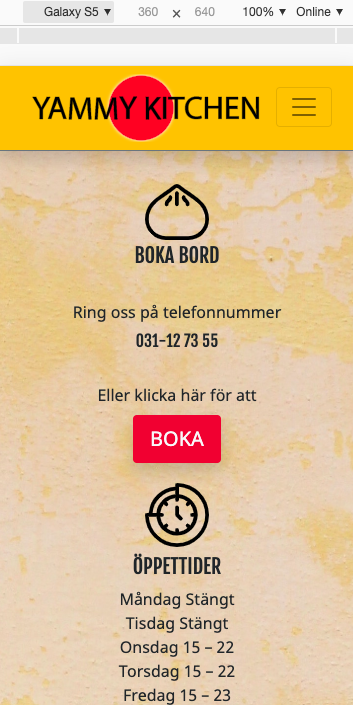 Galaxy S5 ▼ 360 × 640 100% ▼ Online ▼
YAMMY KITCHEN
BOKA BORD
Ring oss på telefonnummer
031-12 73 55
Eller klicka här för att
BOKA
ÖPPETTIDER
Måndag Stängt
Tisdag Stängt
Onsdag 15 – 22
Torsdag 15 – 22
Fredag 15 – 23